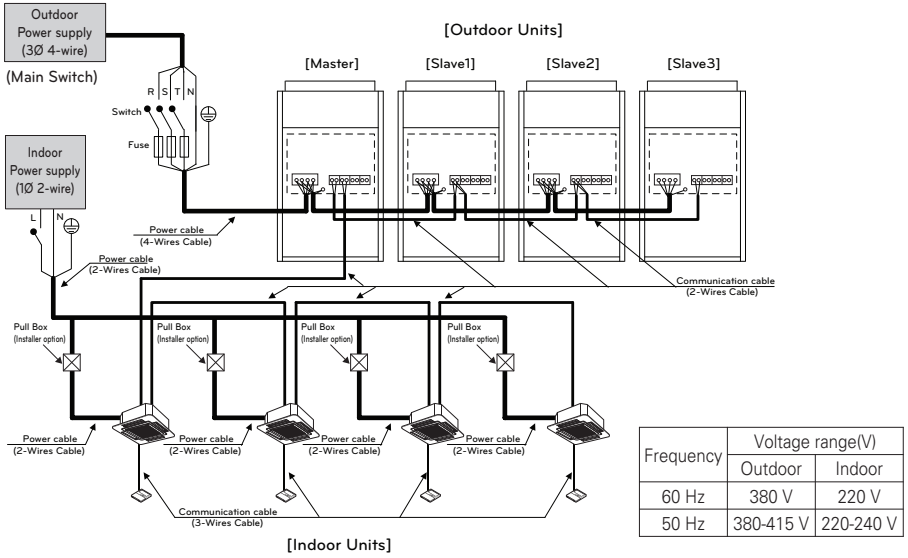 Outdoor
Power supply
(3Ø 4-wire)
(Main Switch)
R S T N
Switch
Fuse
Indoor
Power supply
(1Ø 2-wire)
L N
Power cable
(2-Wires Cable)
Power cable
(4-Wires Cable)
[Outdoor Units]
[Master] [Slave1] [Slave2] [Slave3]
Communication cable
(2-Wires Cable)
Pull Box
(Installer option)
Pull Box
(Installer option)
Pull Box
(Installer option)
Pull Box
(Installer option)
Power cable
(2-Wires Cable)
Power cable
(2-Wires Cable)
Power cable
(2-Wires Cable)
Power cable
(2-Wires Cable)
Communication cable
(3-Wires Cable)
[Indoor Units]
Frequency Voltage range(V)
Outdoor Indoor
60 Hz 380 V 220 V
50 Hz 380-415 V 220-240 V